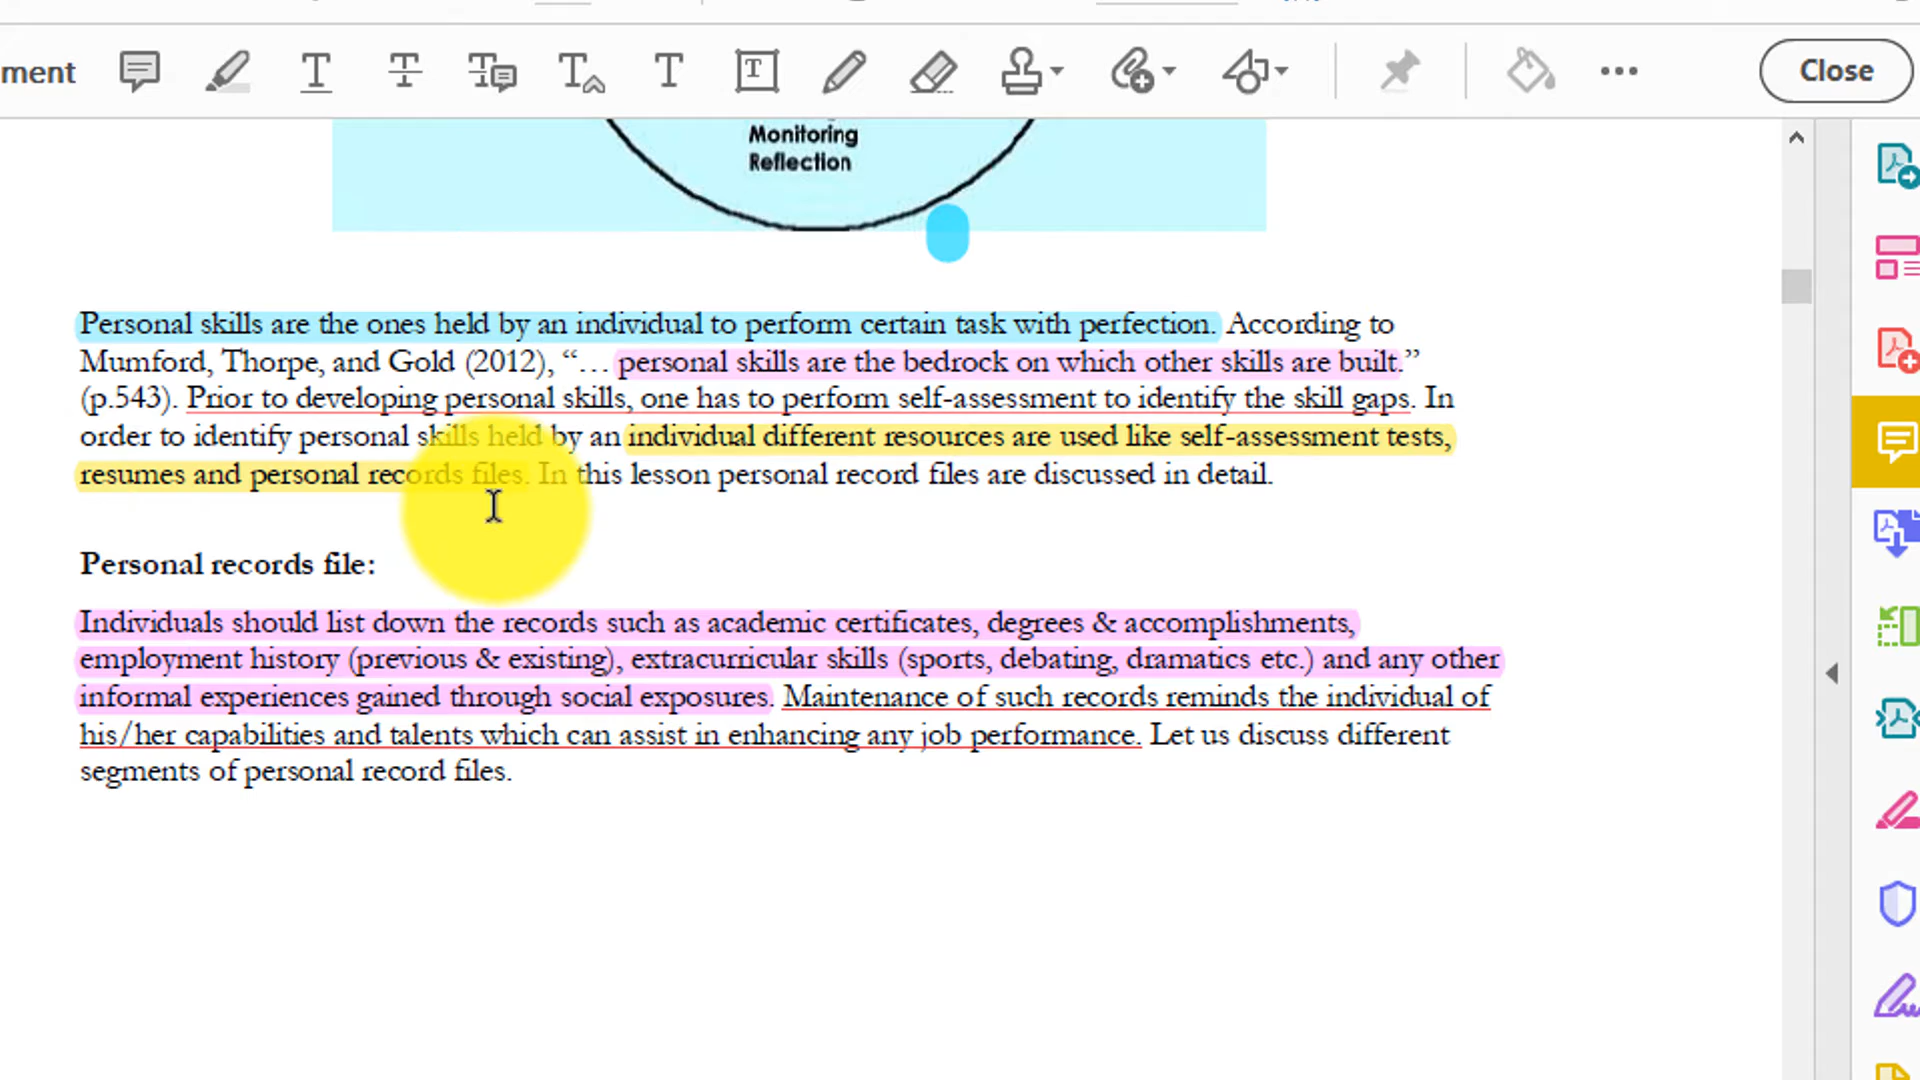 ment
Close
Monitoring
Reflection
Personal skills are the ones held by an individual to perform certain task with perfection. According to
Mumford, Thorpe, and Gold (2012), “… personal skills are the bedrock on which other skills are built.”
(p.543). Prior to developing personal skills, one has to perform self-assessment to identify the skill gaps. In
order to identify personal skills held by an individual different resources are used like self-assessment tests,
resumes and personal records files. In this lesson personal record files are discussed in detail.
Personal records file:
Individuals should list down the records such as academic certificates, degrees & accomplishments,
employment history (previous & existing), extracurricular skills (sports, debating, dramatics etc.) and any other
informal experiences gained through social exposures. Maintenance of such records reminds the individual of
his/her capabilities and talents which can assist in enhancing any job performance. Let us discuss different
segments of personal record files.